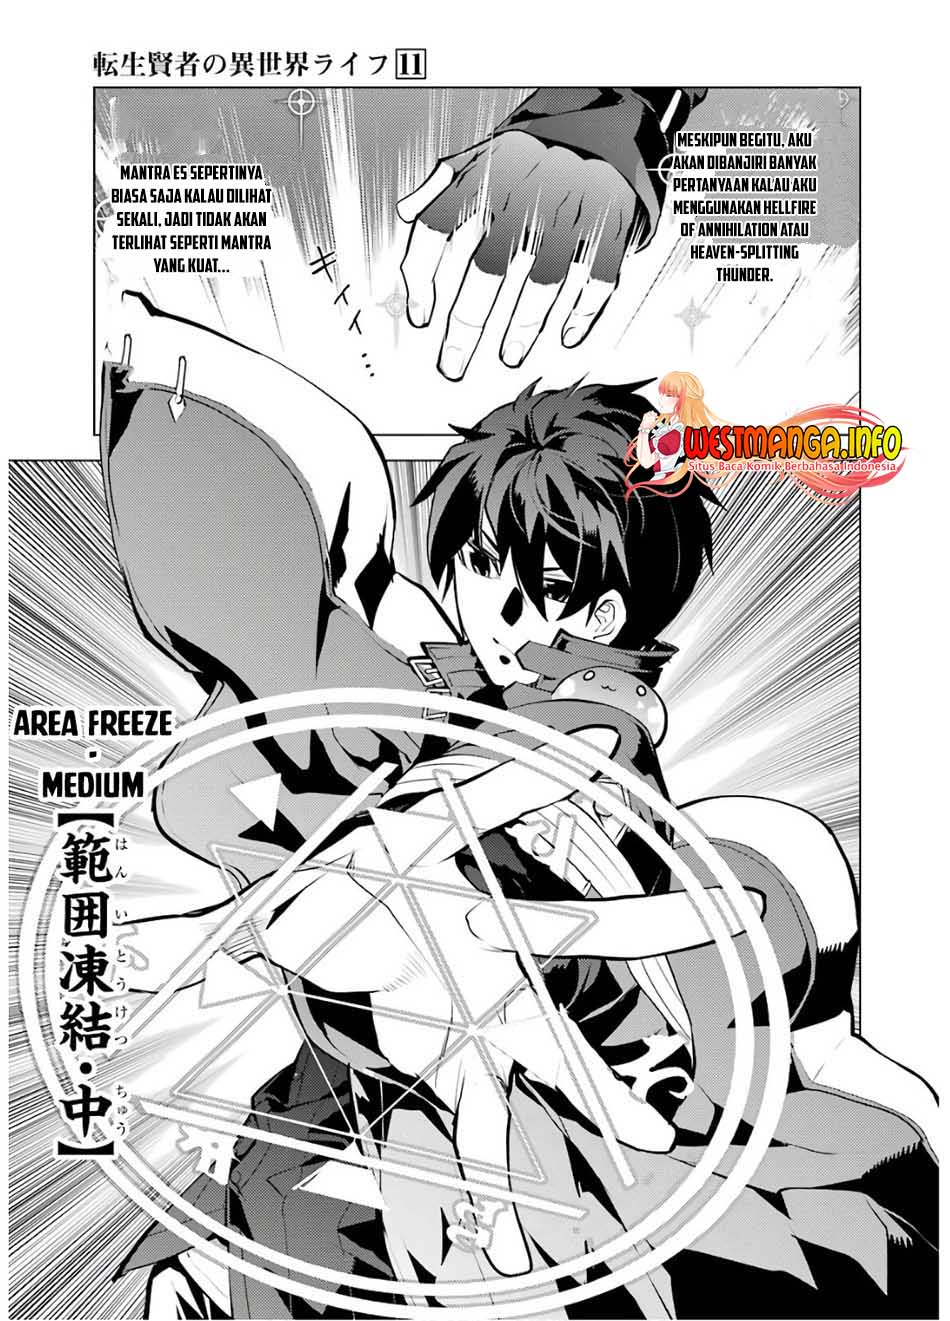 転生賢者の異世界ライフ 11
MESKIPUN BEGITU, AKU
AKAN DIBANJIRI BANYAK
PERTANYAAN KALAU AKU
MENGGUNAKAN HELLFIRE
OF ANNIHILATION ATAU
HEAVEN-SPLITTING
THUNDER.
MANTRA ES SEPERTINYA
BIASA SAJA KALAU DILIHAT
SEKALI, JADI TIDAK AKAN
TERLIHAT SEPERTI MANTRA
YANG KUAT...
キィィィ…
WESTMANGA.INFO
Situs Baca Komik Berbahasa Indonesia
AREA FREEZE
-
MEDIUM
【範囲凍結・中】
はんいとうけつ ちゅう